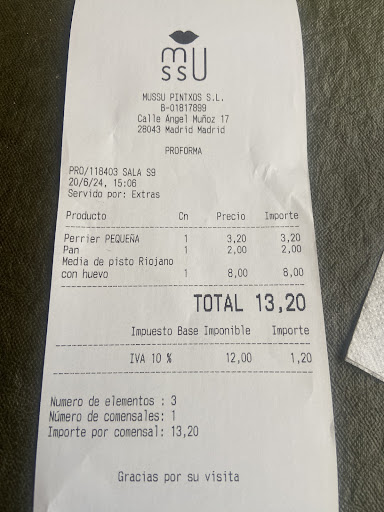 mU
ssU
MUSSU PINTXOS S.L.
B-01817899
Calle Angel Muñoz 17
28043 Madrid Madrid
PROFORMA
PRO/118403 SALA S9
20/6/24, 15:06
Servido por: Extras
Producto Cn Precio Importe
Perrier PEQUEÑA 1 3,20 3,20
Pan 1 2,00 2,00
Media de pisto Riojano
con huevo 1 8,00 8,00
TOTAL 13,20
Impuesto Base Imponible Importe
IVA 10 % 12,00 1,20
Numero de elementos : 3
Número de comensales: 1
Importe por comensal: 13,20
Gracias por su visita